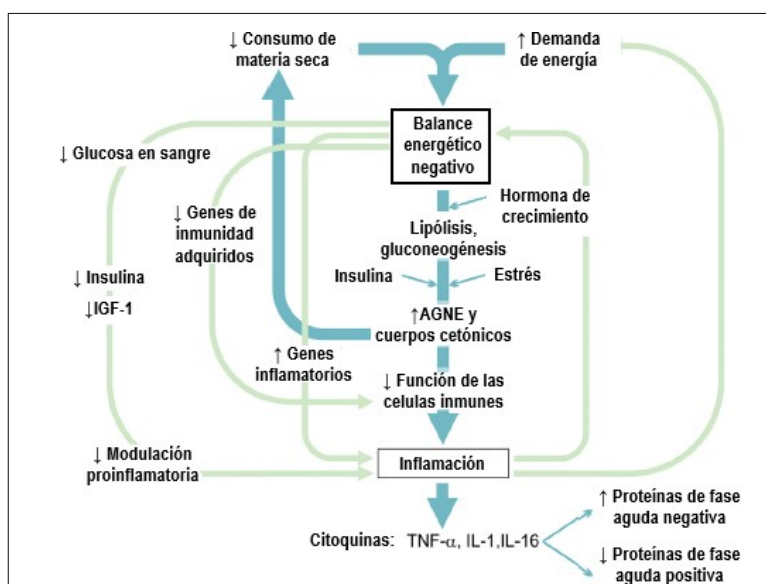 ↓ Consumo de
materia seca
↑ Demanda
de energía
Balance
energético
negativo
↓ Glucosa en sangre
Hormona de
crecimiento
↓ Genes de
inmunidad
adquiridos
Lipólisis,
gluconeogénesis
↓ Insulina
↓IGF-1
Insulina
Estrés
↑AGNE y
cuerpos cetónicos
↑ Genes
inflamatorios
↓ Función de las
celulas inmunes
↓ Modulación
proinflamatoria
Inflamación
Citoquinas: TNF-α, IL-1,IL-16
↑ Proteínas de fase
aguda negativa
↓ Proteínas de fase
aguda positiva